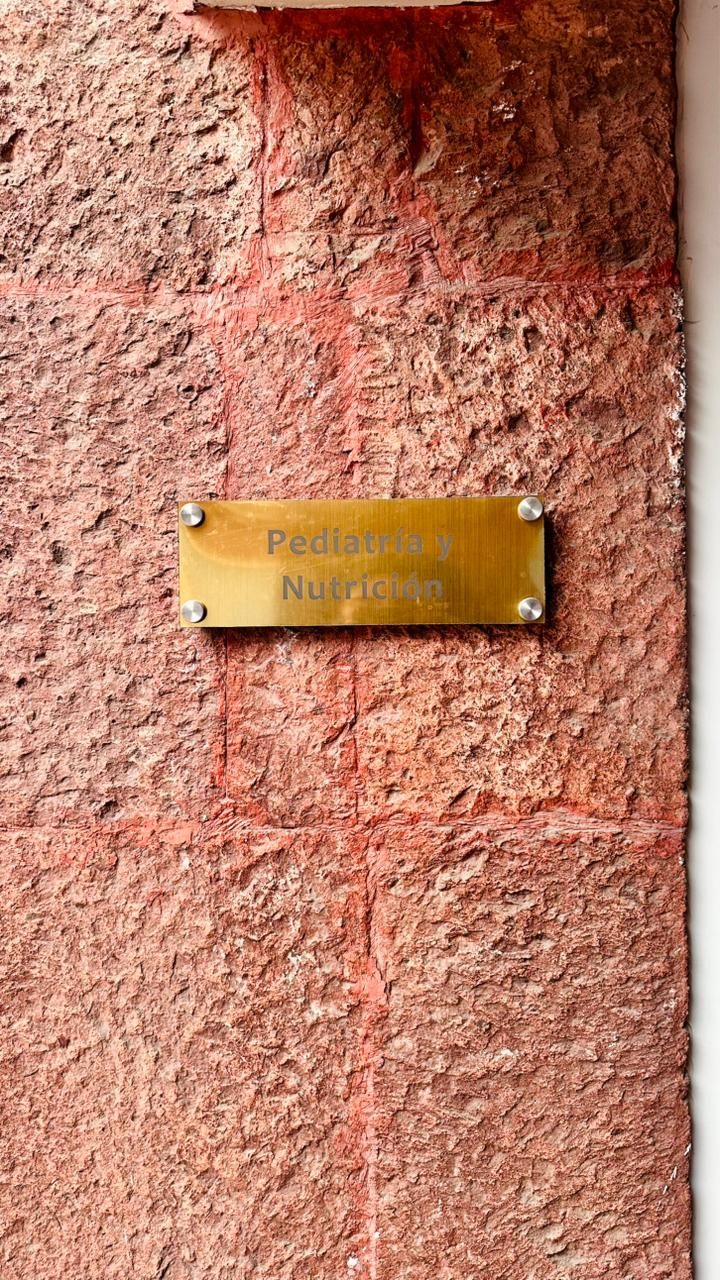 Pediatría y
Nutrición